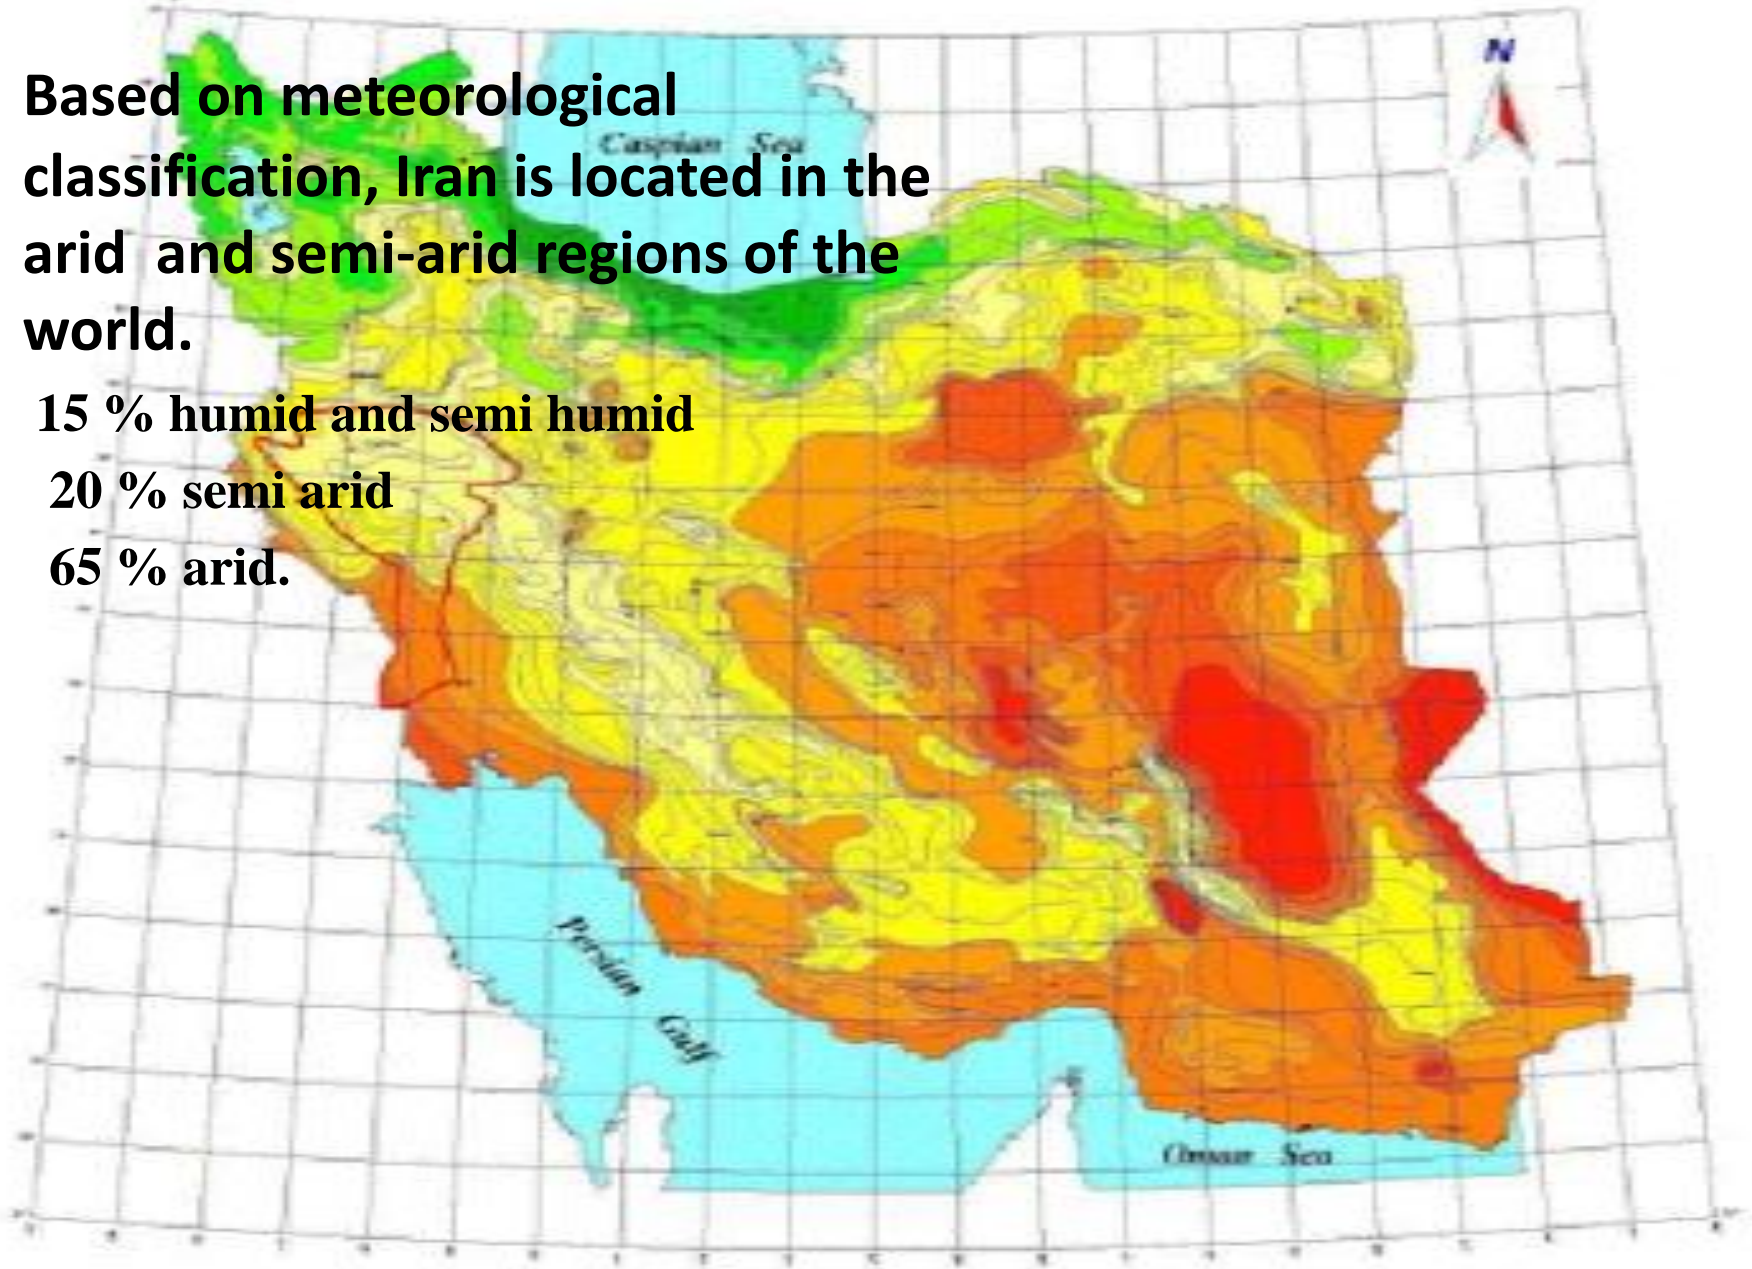 N
Based on meteorological
Caspian Sea
classification, Iran is located in the
arid and semi-arid regions of the
world.
15 % humid and semi humid
20 % semi arid
65 % arid.
Persian Gulf
Oman Sea